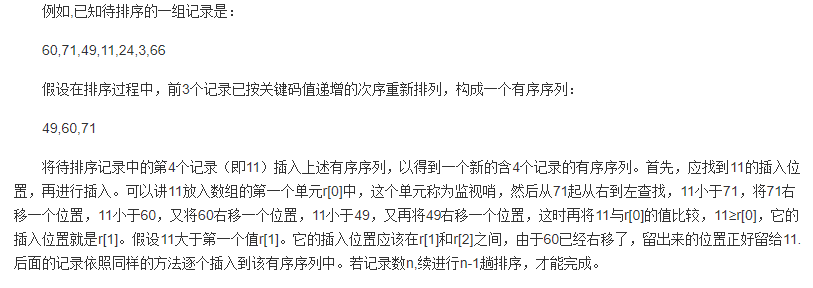 例如,已知待排序的一组记录是：
60,71,49,11,24,3,66
假设在排序过程中，前3个记录已按关键码值递增的次序重新排列，构成一个有序序列：
49,60,71
将待排序记录中的第4个记录（即11）插入上述有序序列，以得到一个新的含4个记录的有序序列。首先，应找到11的插入位
置，再进行插入。可以讲11放入数组的第一个单元r[0]中，这个单元称为监视哨，然后从71起从右到左查找，11小于71，将71右
移一个位置，11小于60，又将60右移一个位置，11小于49，又再将49右移一个位置，这时再将11与r[0]的值比较，11≥r[0]，它的
插入位置就是r[1]。假设11大于第一个值r[1]。它的插入位置应该在r[1]和r[2]之间，由于60已经右移了，留出来的位置正好留给11.
后面的记录依照同样的方法逐个插入到该有序序列中。若记录数n,续进行n-1趟排序，才能完成。